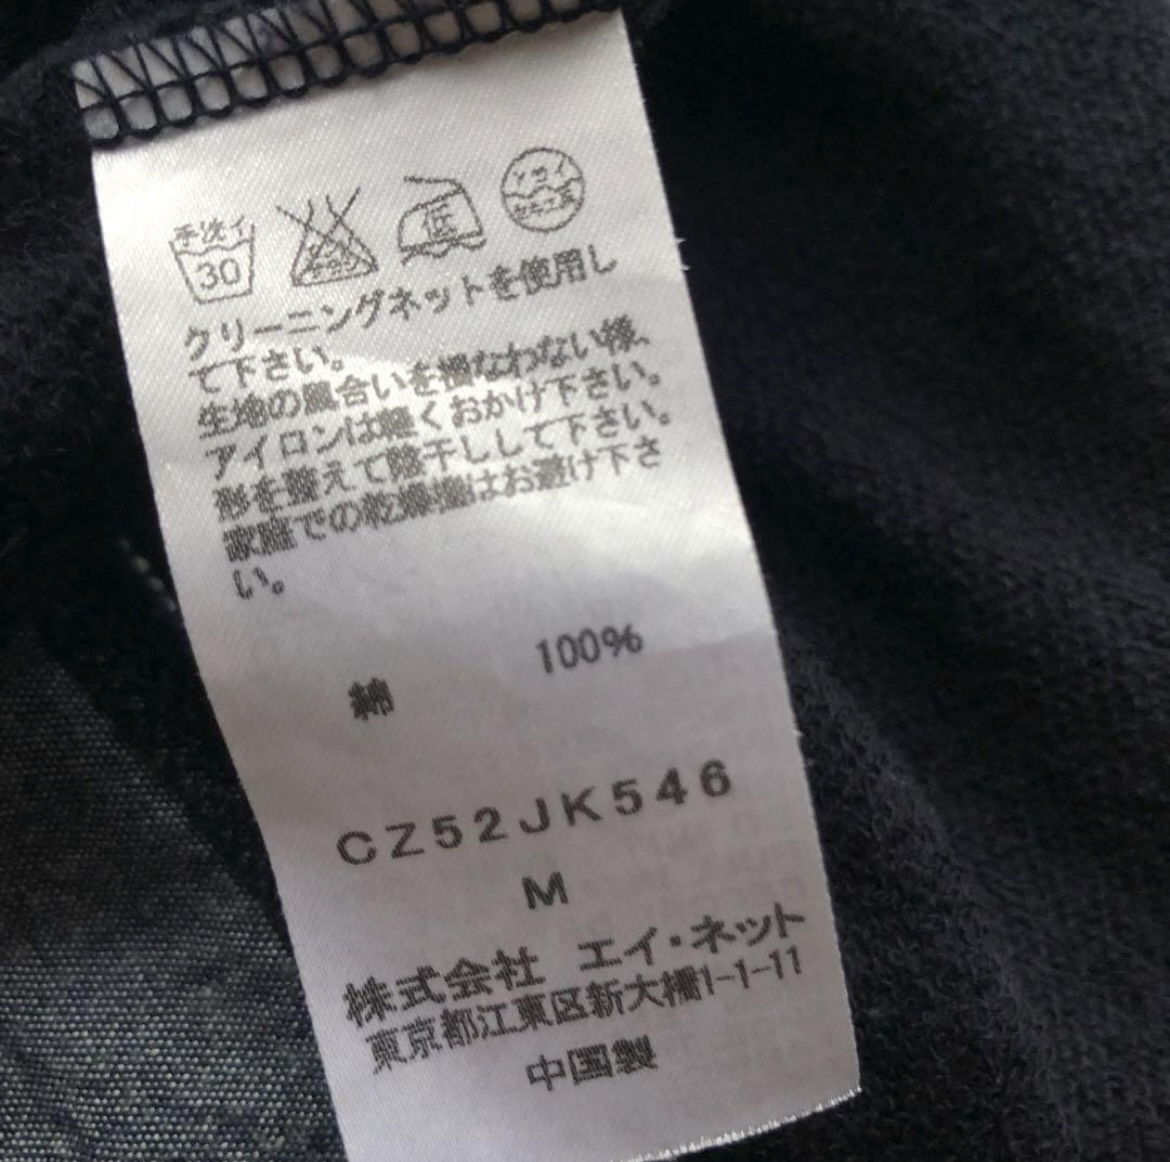 手洗イ
30
低
ドライ
クリーニングネットを使用し
て下さい。
生地の風合いを損なわない様、
アイロンは軽くおかけ下さい。
形を整えて陰干しして下さい。
家庭での乾燥機はお避け下さ
い。
綿 100%
CZ52JK546
M
株式会社 エイ・ネット
東京都江東区新大橋1-1-11
中国製